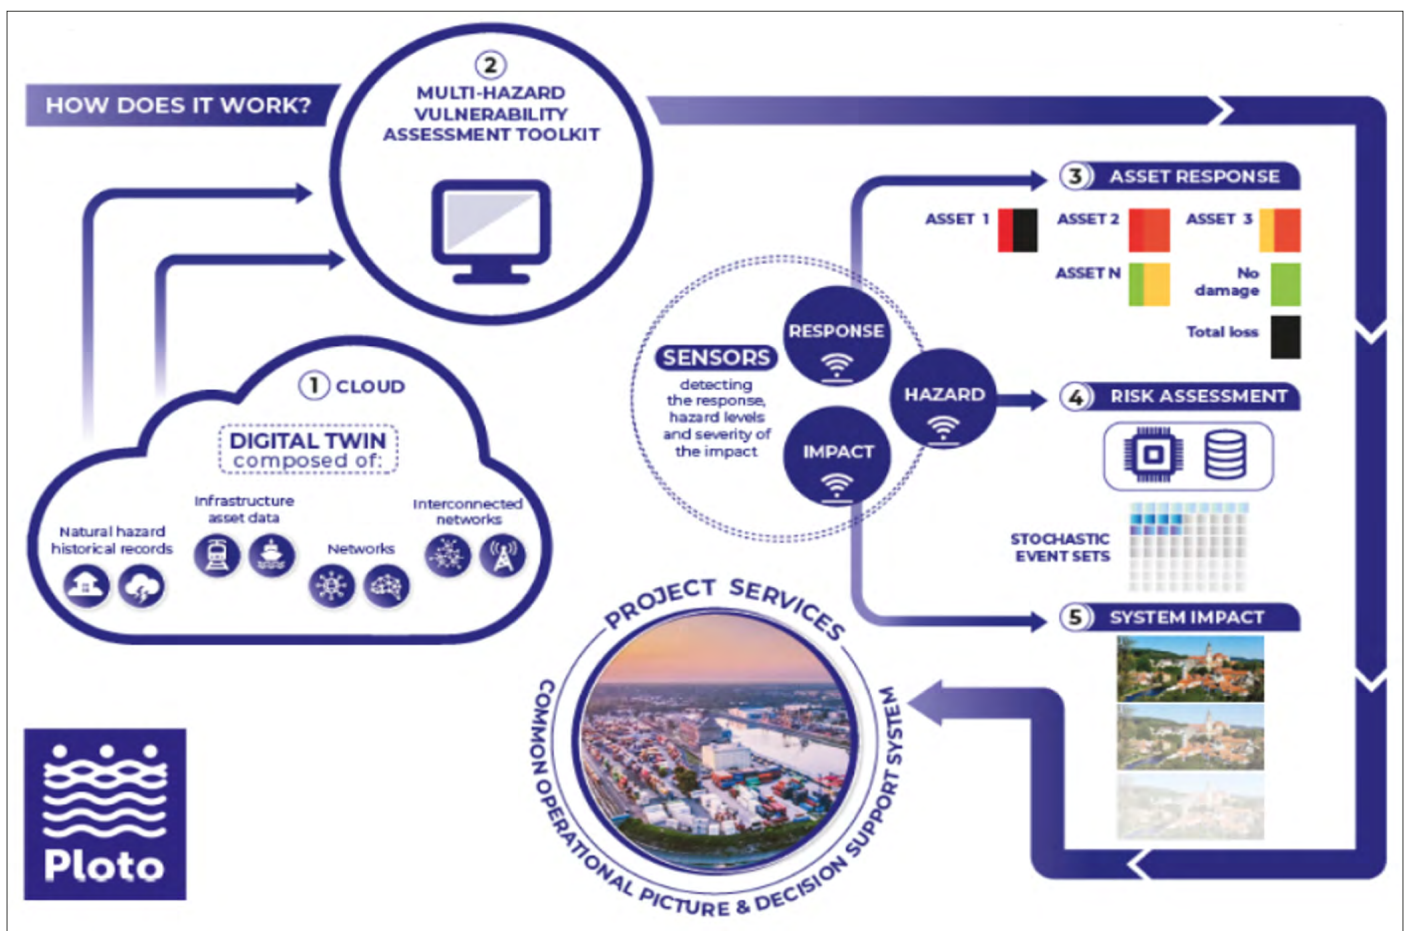 HOW DOES IT WORK?
2
MULTI-HAZARD
VULNERABILITY
ASSESSMENT TOOLKIT
1 CLOUD
DIGITAL TWIN
composed of:
Natural hazard
historical records
Infrastructure
asset data
Networks
Interconnected
networks
SENSORS
detecting
the response,
hazard levels
and severity of
the impact
RESPONSE
HAZARD
IMPACT
3 ASSET RESPONSE
ASSET 1
ASSET 2
ASSET 3
ASSET N
No
damage
Total loss
4 RISK ASSESSMENT
STOCHASTIC
EVENT SETS
5 SYSTEM IMPACT
PROJECT SERVICES
COMMON OPERATIONAL PICTURE & DECISION SUPPORT SYSTEM
Ploto